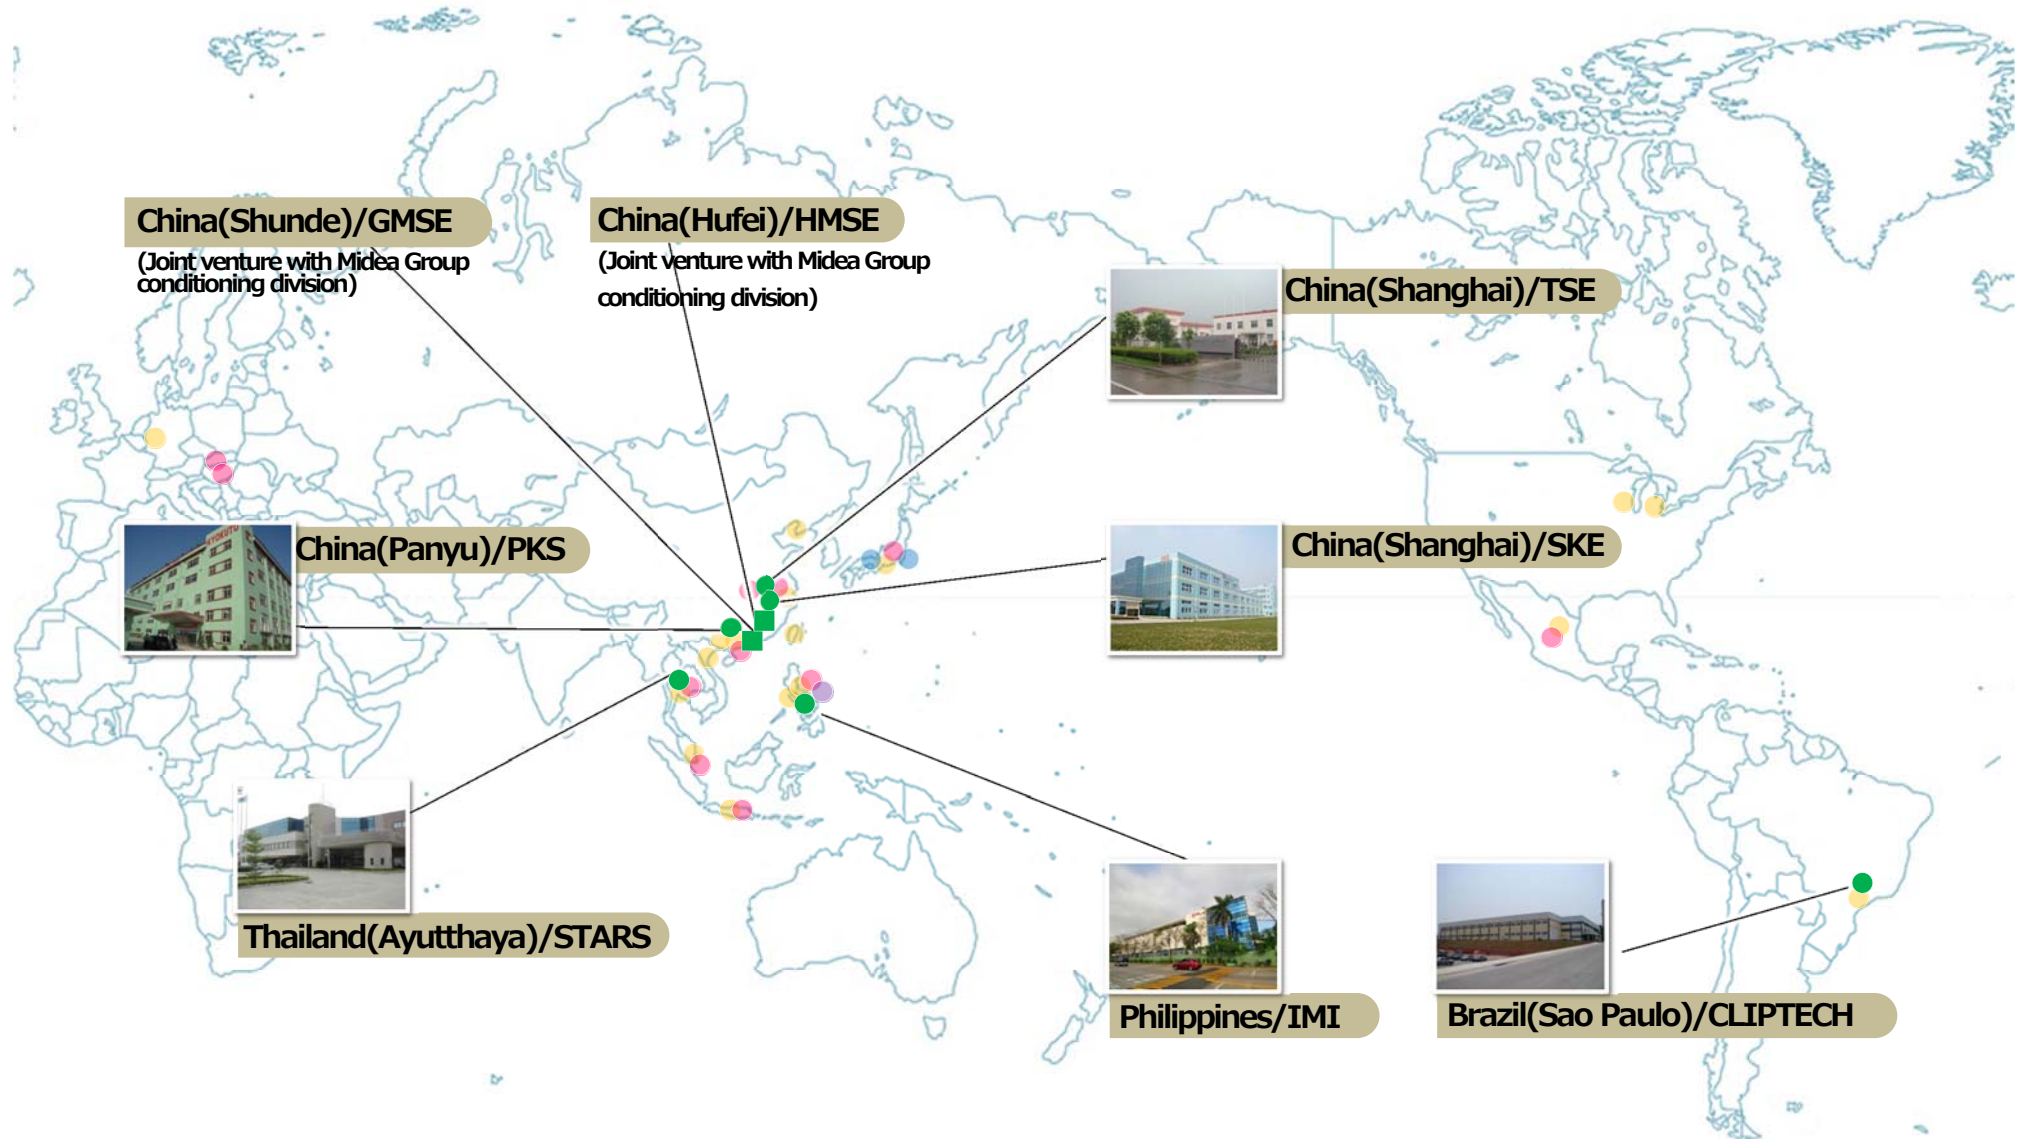 China(Shunde)/GMSE
(Joint venture with Midea Group
conditioning division)
China(Hufei)/HMSE
(Joint venture with Midea Group
conditioning division)
China(Shanghai)/TSE
China(Panyu)/PKS
China(Shanghai)/SKE
Thailand(Ayutthaya)/STARS
Philippines/IMI
Brazil(Sao Paulo)/CLIPTECH